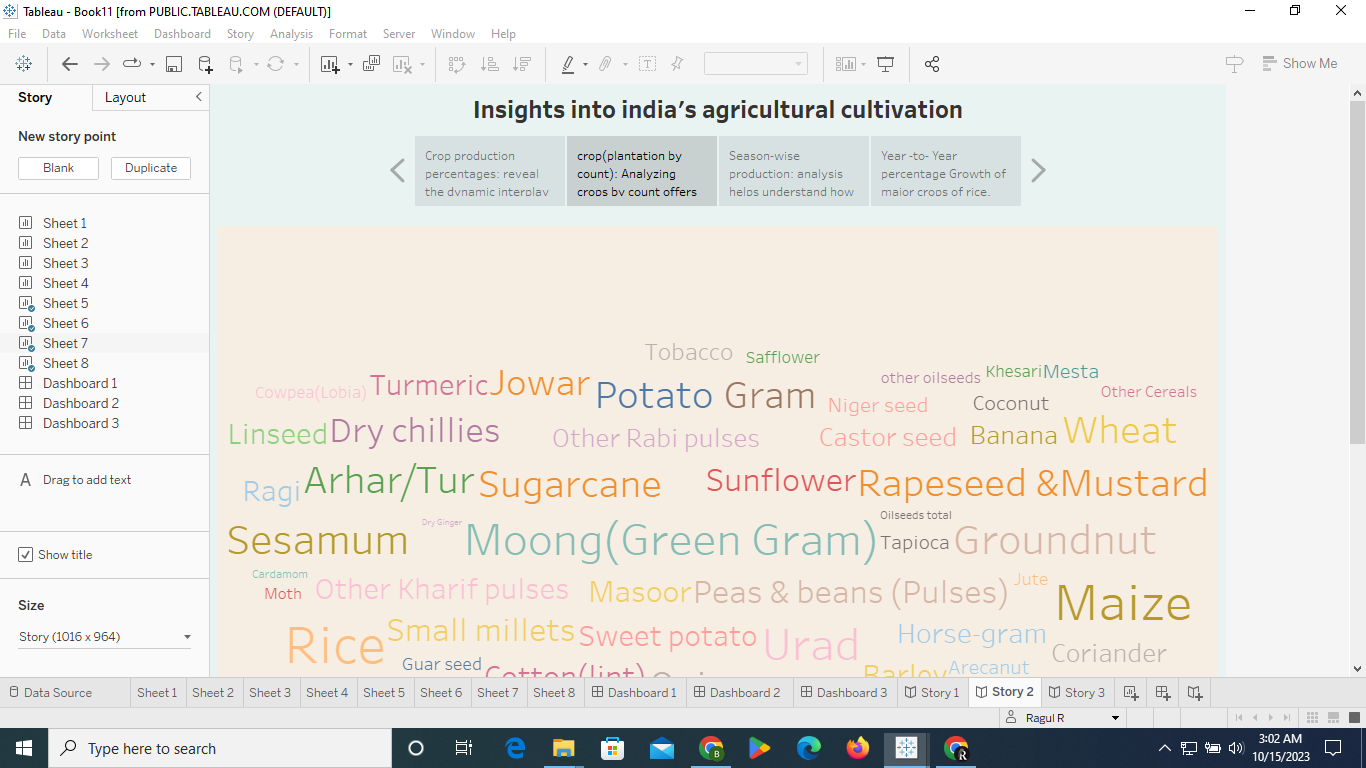 Tableau - Book11 [from PUBLIC.TABLEAU.COM (DEFAULT)]
File Data Worksheet Dashboard Story Analysis Format Server Window Help
Show Me
Story Layout
New story point
Blank Duplicate
Sheet 1
Sheet 2
Sheet 3
Sheet 4
Sheet 5
Sheet 6
Sheet 7
Sheet 8
Dashboard 1
Dashboard 2
Dashboard 3
A Drag to add text
Show title
Size
Story (1016 x 964)
Insights into india’s agricultural cultivation
Crop production
percentages: reveal
the dynamic interplay
crop(plantation by
count): Analyzing
crops by count offers
Season-wise
production: analysis
helps understand how
Year -to- Year
percentage Growth of
major crops of rice,
Tobacco Safflower
Cowpea(Lobia) Turmeric Jowar Potato Gram other oilseeds Khesari Mesta
Niger seed Coconut Other Cereals
Linseed Dry chillies Other Rabi pulses Castor seed Banana Wheat
Ragi Arhar/Tur Sugarcane Sunflower Rapeseed &Mustard
Sesamum Dry Ginger Moong(Green Gram) Oilseeds total Tapioca Groundnut
Cardamom
Moth Other Kharif pulses Masoor Peas & beans (Pulses) Jute Maize
Rice Small millets Sweet potato Urad Horse-gram Coriander
Guar seed Cotton(lint) Barley Arecanut
Data Source Sheet 1 Sheet 2 Sheet 3 Sheet 4 Sheet 5 Sheet 6 Sheet 7 Sheet 8 Dashboard 1 Dashboard 2 Dashboard 3 Story 1 Story 2 Story 3
Ragul R
Type here to search
3:02 AM
10/15/2023